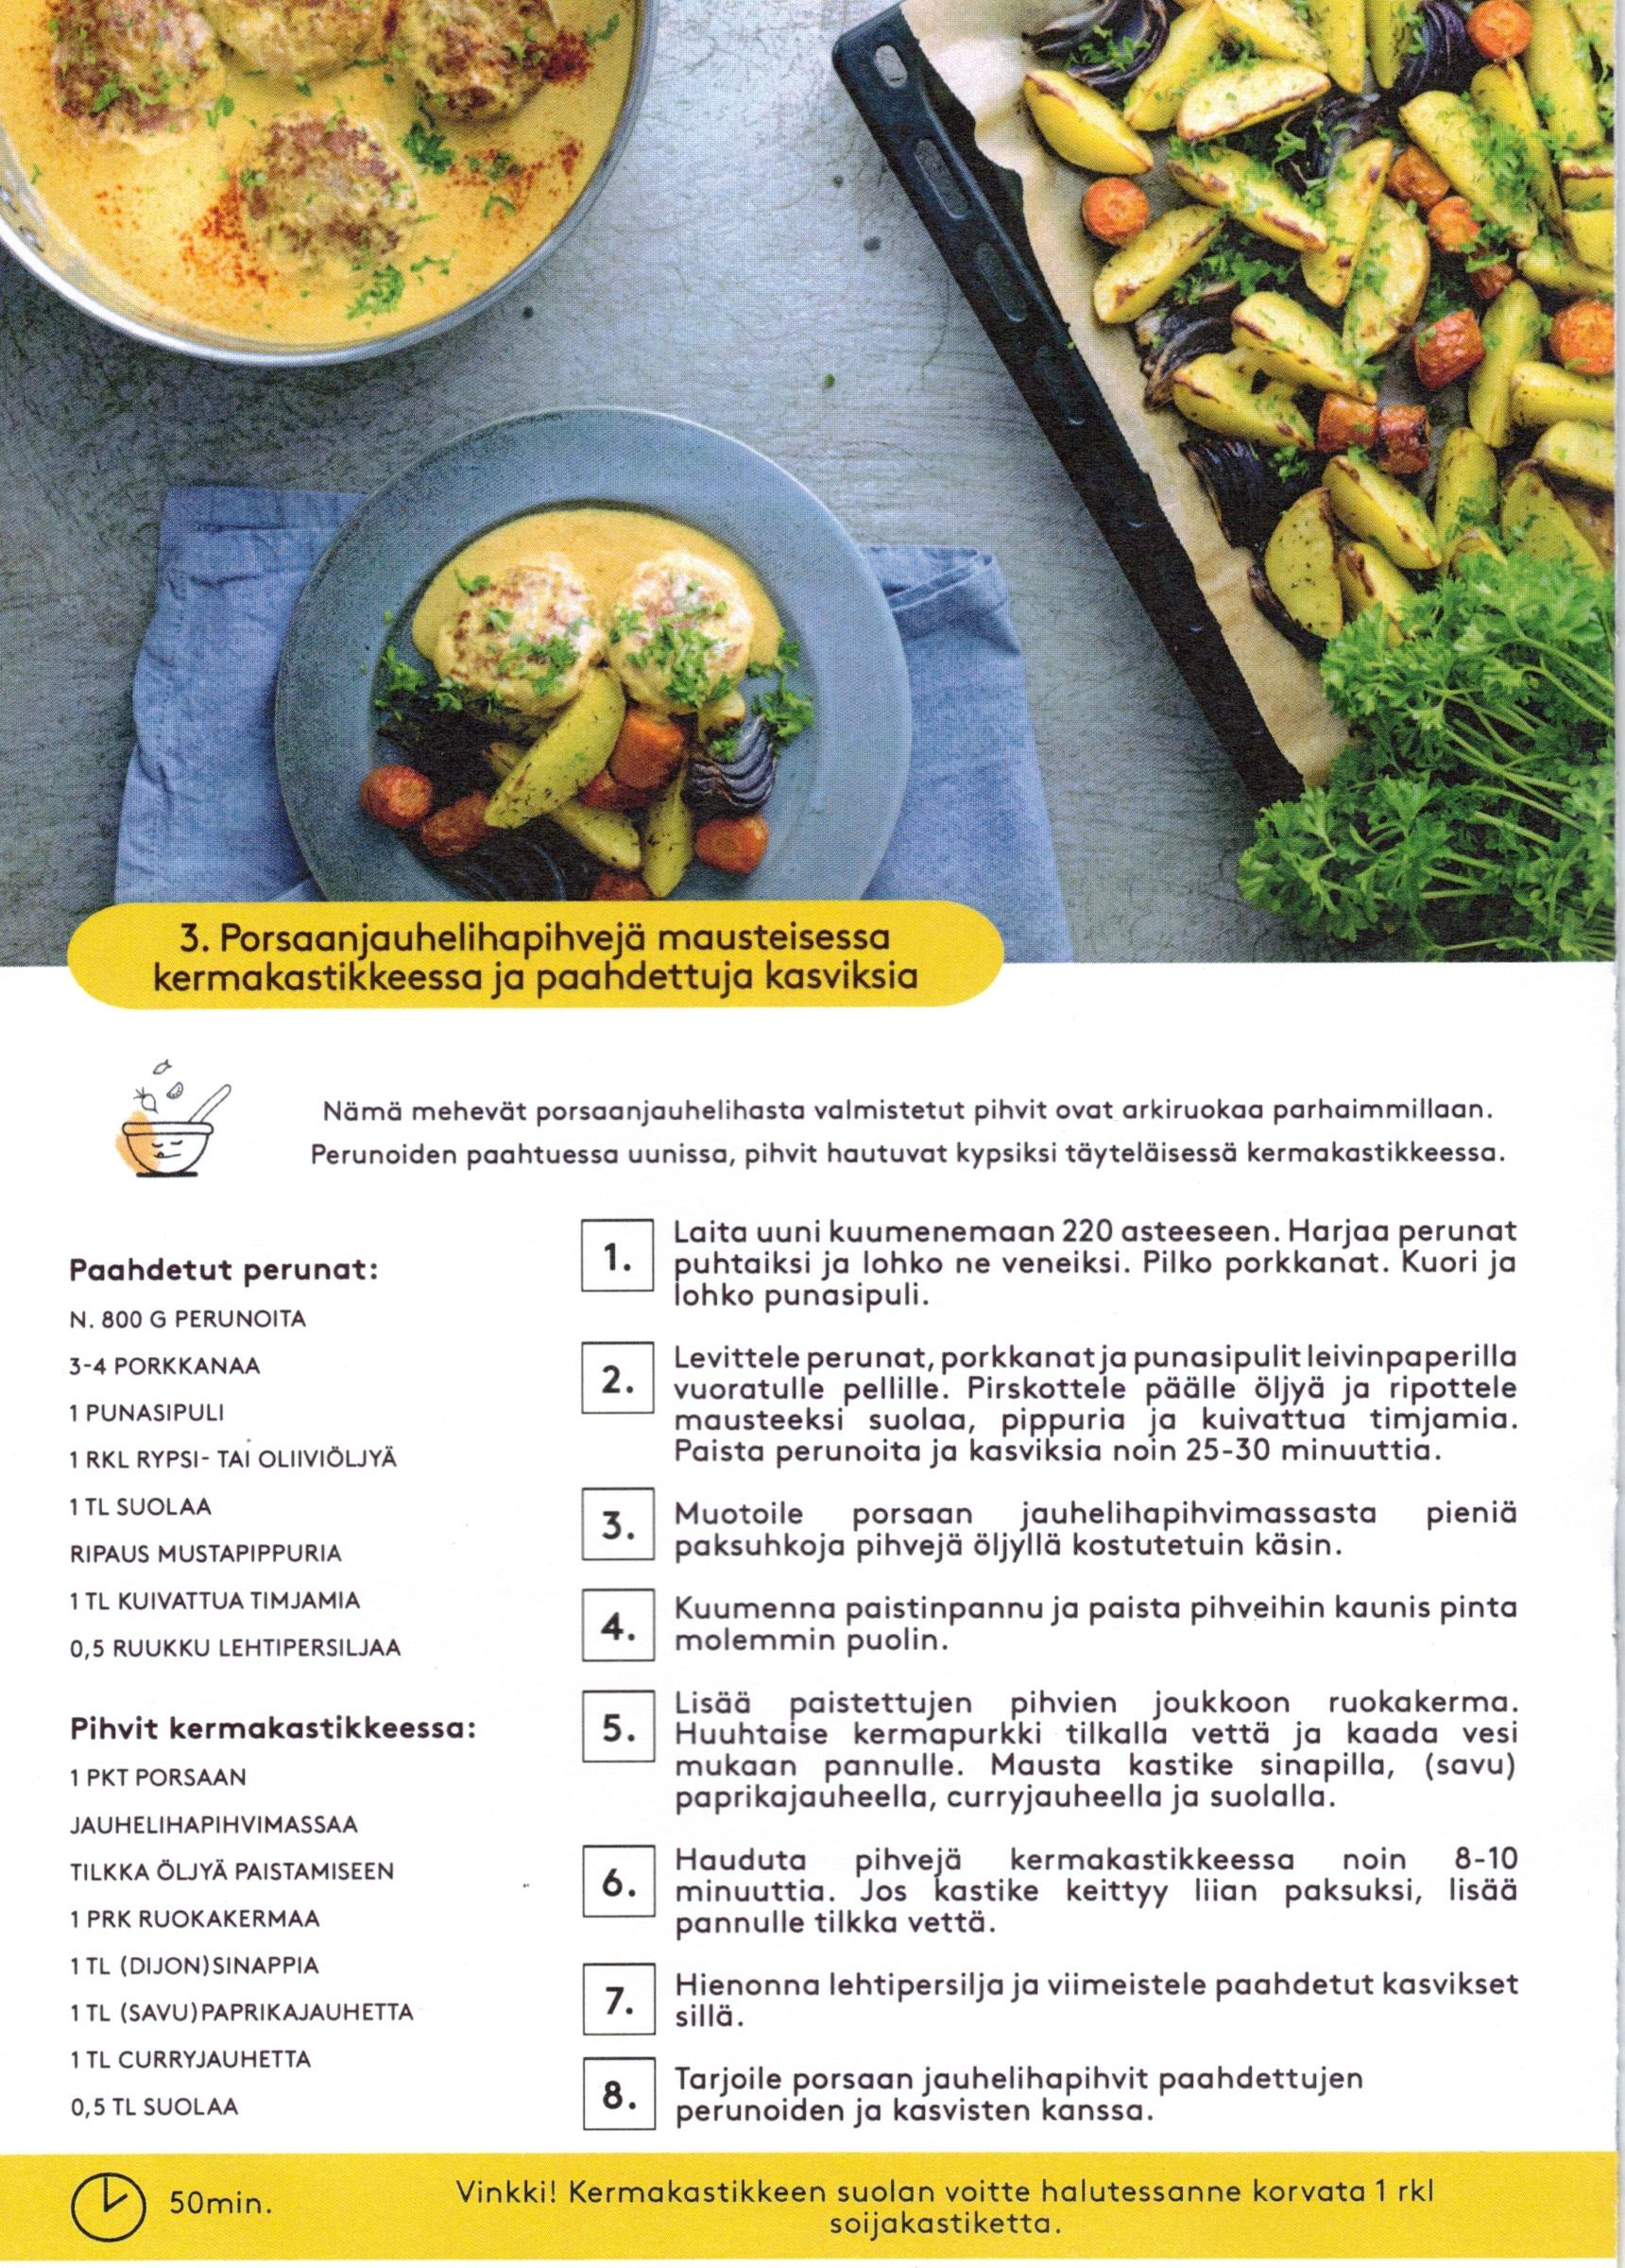 3. Porsaanjauhelihapihvejä mausteisessa
kermakastikkeessa ja paahdettuja kasviksia
Nämä mehevät porsaanjauhelihasta valmistetut pihvit ovat arkiruokaa parhaimmillaan.
Perunoiden paahtuessa uunissa, pihvit hautuvat kypsiksi täyteläisessä kermakastikkeessa.
Paahdetut perunat:
N. 800 G PERUNOITA
3-4 PORKKANAA
1 PUNASIPULI
1 RKL RYPSI- TAI OLIIVIÖLJYÄ
1 TL SUOLAA
RIPAUS MUSTAPIPPURIA
1 TL KUIVATTUA TIMJAMIA
0,5 RUUKKU LEHTIPERSILJAA
Pihvit kermakastikkeessa:
1 PKT PORSAAN
JAUHELIHAPIHVIMASSAA
TILKKA ÖLJYÄ PAISTAMISEEN
1 PRK RUOKAKERMAA
1 TL (DIJON)SINAPPIA
1 TL (SAVU)PAPRIKAJAUHETTA
1 TL CURRYJAUHETTA
0,5 TL SUOLAA
1.
Laita uuni kuumenemaan 220 asteeseen. Harjaa perunat
puhtaiksi ja lohko ne veneiksi. Pilko porkkanat. Kuori ja
lohko punasipuli.
2.
Levittele perunat, porkkanat ja punasipulit leivinpaperilla
vuoratulle pellille. Pirskottele päälle öljyä ja ripottele
mausteeksi suolaa, pippuria ja kuivattua timjamia.
Paista perunoita ja kasviksia noin 25-30 minuuttia.
3.
Muotoile porsaan jauhelihapihvimassasta pieniä
paksuhkoja pihvejä öljyllä kostutetuin käsin.
4.
Kuumenna paistinpannu ja paista pihveihin kaunis pinta
molemmin puolin.
5.
Lisää paistettujen pihvien joukkoon ruokakerma.
Huuhtaise kermapurkki tilkalla vettä ja kaada vesi
mukaan pannulle. Mausta kastike sinapilla, (savu)
paprikajauheella, curryjauheella ja suolalla.
6.
Hauduta pihvejä kermakastikkeessa noin 8-10
minuuttia. Jos kastike keittyy liian paksuksi, lisää
pannulle tilkka vettä.
7.
Hienonna lehtipersilja ja viimeistele paahdetut kasvikset
sillä.
8.
Tarjoile porsaan jauhelihapihvit paahdettujen
perunoiden ja kasvisten kanssa.
50min.
Vinkki! Kermakastikkeen suolan voitte halutessanne korvata 1 rkl
soijakastiketta.